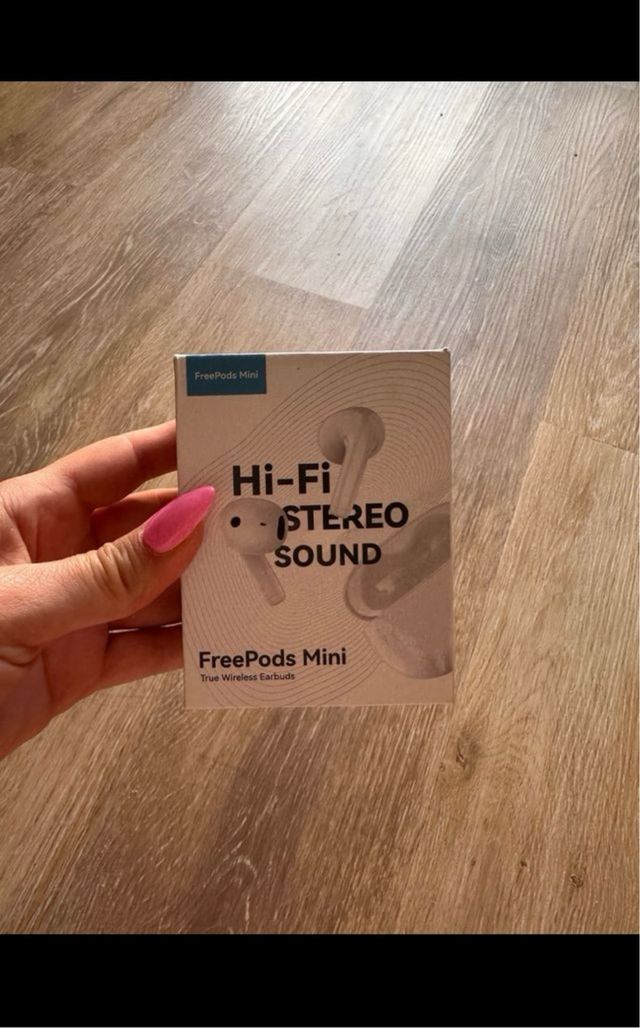 FreePods Mini
Hi-Fi
STEREO
SOUND
FreePods Mini
True Wireless Earbuds